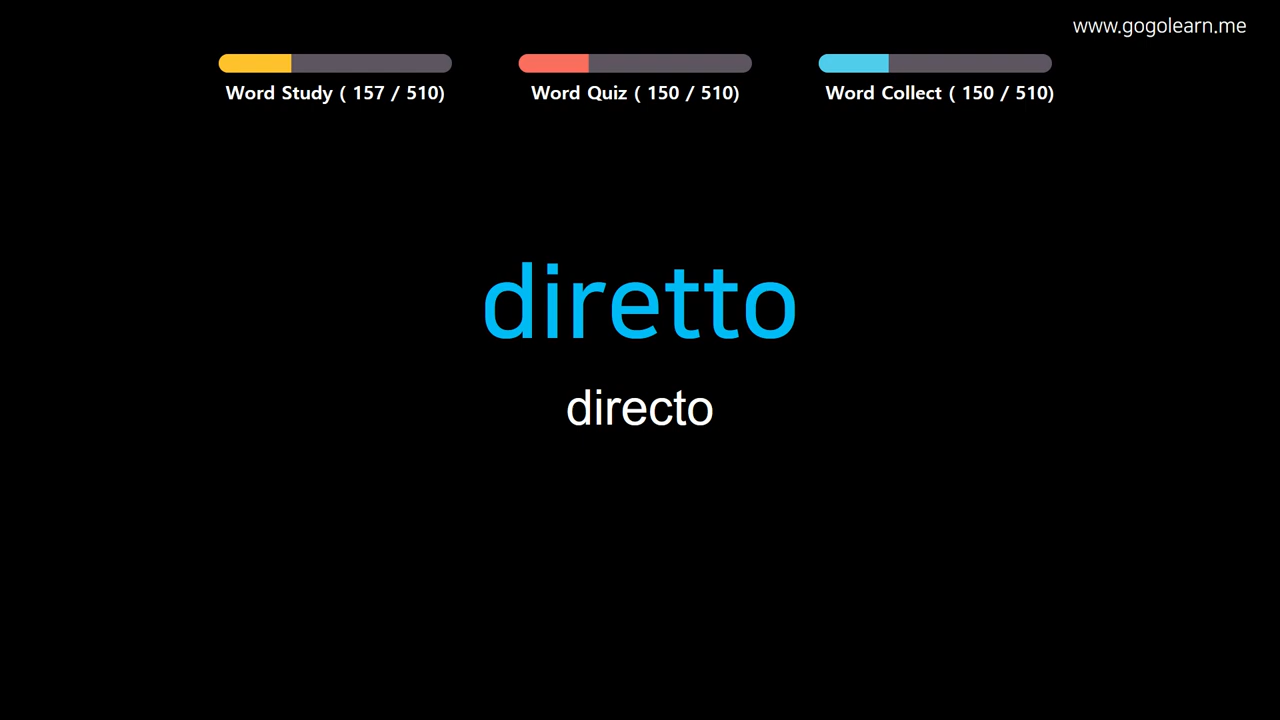 www.gogolearn.me
Word Study ( 157 / 510)
Word Quiz ( 150 / 510)
Word Collect ( 150 / 510)
diretto
directo